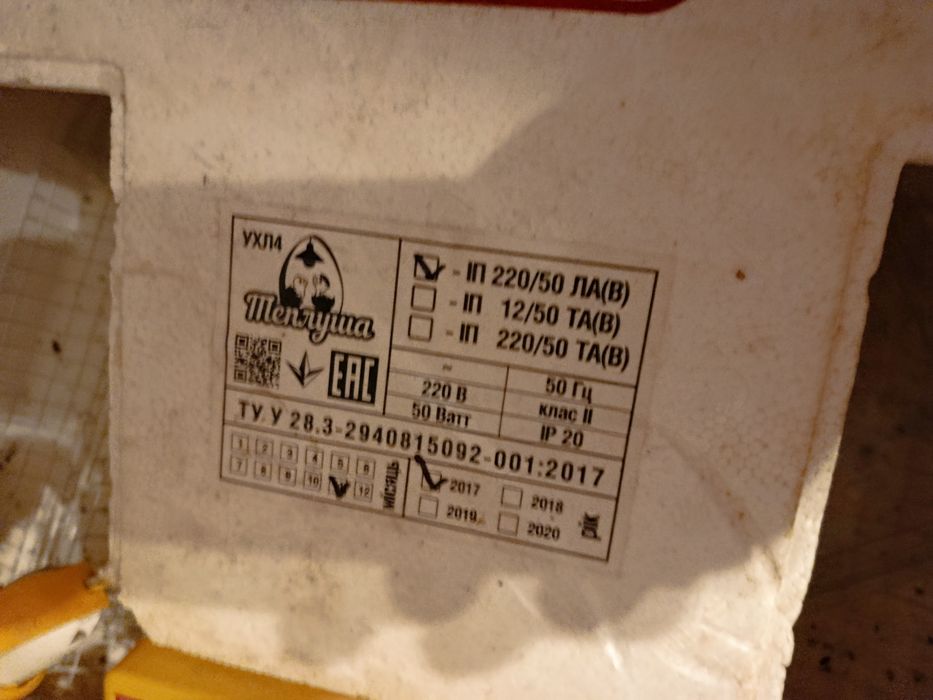 УХЛ4
Теплуша
EAC
- ІП 220/50 ЛА(В)
- ІП 12/50 ТА(В)
- ІП 220/50 ТА(В)
~
220 В
50 Ватт
50 Гц
клас II
IP 20
ТУ У 28.3-2940815092-001:2017
1 2 3 4 5 6
7 8 9 10 12
місяць
2017 2018
2019 2020
рік